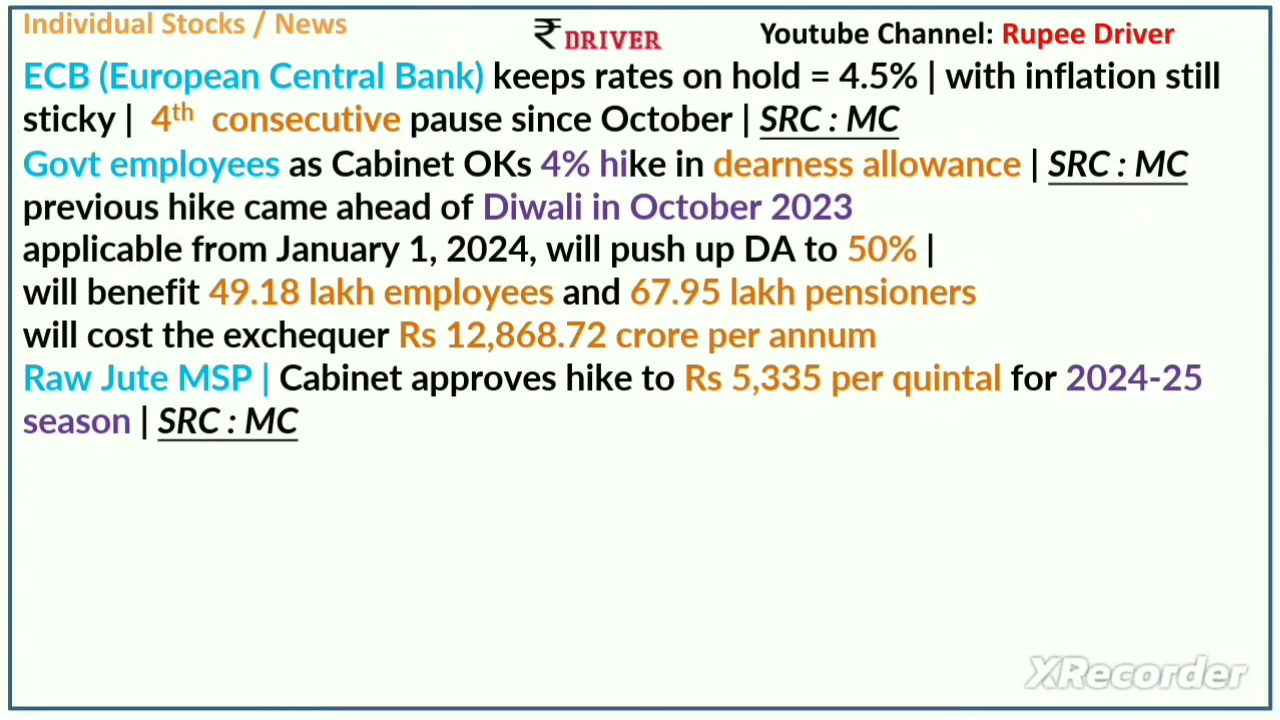 Individual Stocks / News
₹ DRIVER
Youtube Channel: Rupee Driver
ECB (European Central Bank) keeps rates on hold = 4.5% | with inflation still
sticky | 4th consecutive pause since October | SRC : MC
Govt employees as Cabinet OKs 4% hike in dearness allowance | SRC : MC
previous hike came ahead of Diwali in October 2023
applicable from January 1, 2024, will push up DA to 50% |
will benefit 49.18 lakh employees and 67.95 lakh pensioners
will cost the exchequer Rs 12,868.72 crore per annum
Raw Jute MSP | Cabinet approves hike to Rs 5,335 per quintal for 2024-25
season | SRC : MC
XRecorder